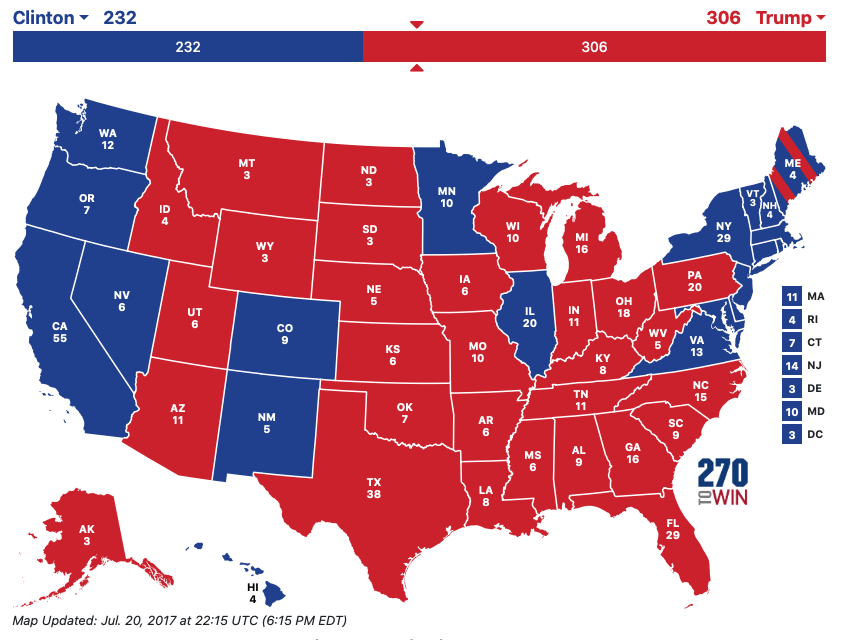 Clinton 232
306 Trump
232
306
WA
12
OR
7
CA
55
NV
6
ID
4
MT
3
WY
3
UT
6
CO
9
AZ
11
NM
5
ND
3
SD
3
NE
5
KS
6
OK
7
TX
38
MN
10
IA
6
MO
10
AR
6
LA
8
WI
10
IL
20
MI
16
IN
11
OH
18
KY
8
TN
11
MS
6
AL
9
GA
16
FL
29
SC
9
NC
15
VA
13
WV
5
PA
20
NY
29
VT
3
NH
4
ME
4
11 MA
4 RI
7 CT
14 NJ
3 DE
10 MD
3 DC
270
TO WIN
AK
3
HI
4
Map Updated: Jul. 20, 2017 at 22:15 UTC (6:15 PM EDT)